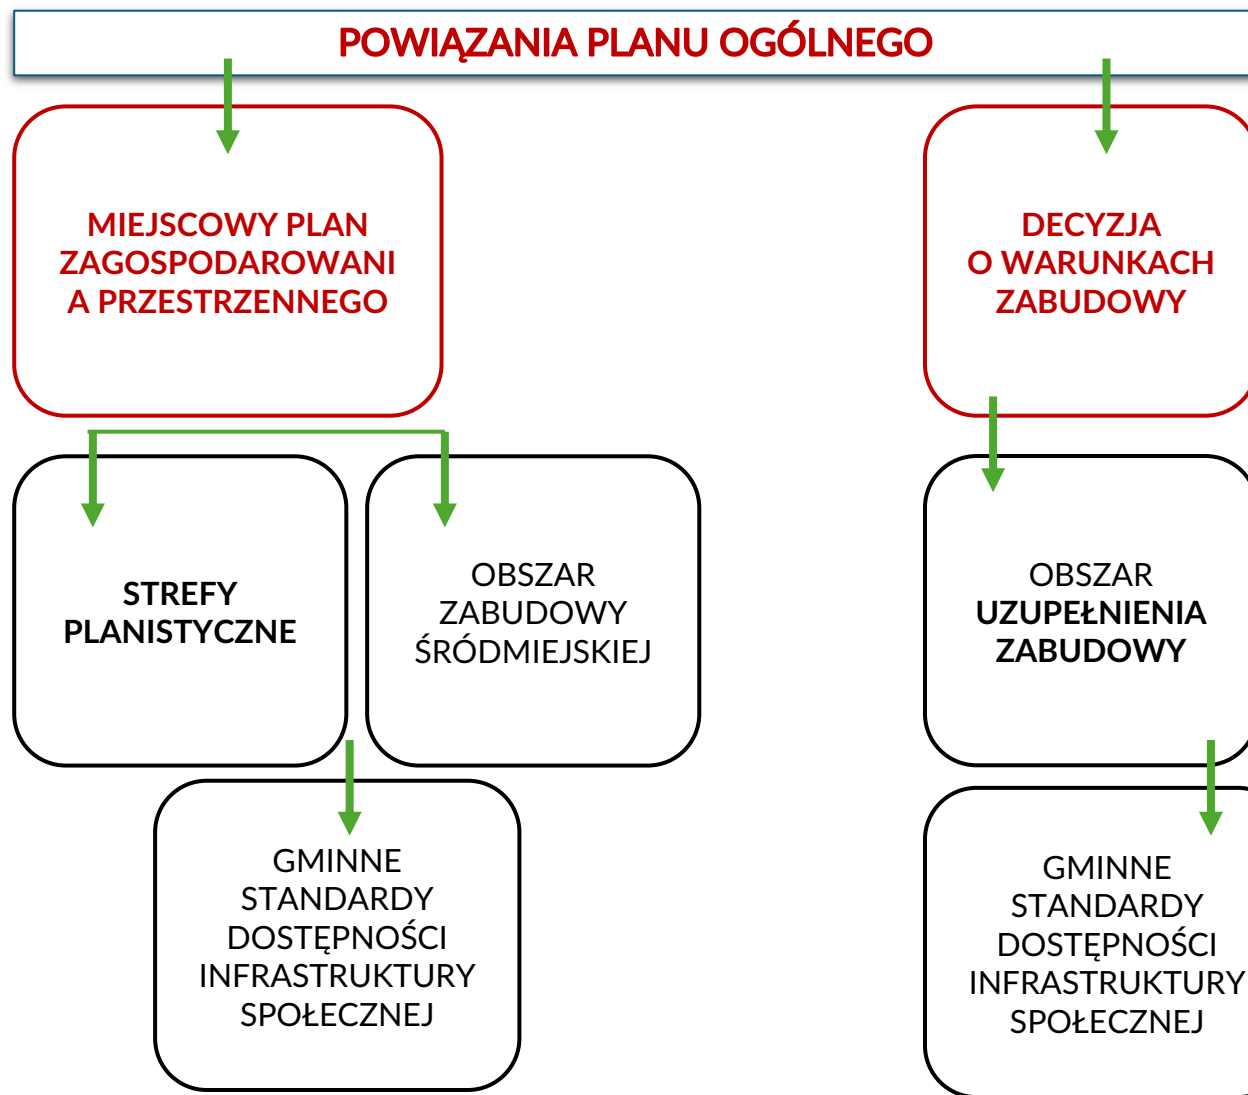 POWIĄZANIA PLANU OGÓLNEGO
MIEJSCOWY PLAN
ZAGOSPODAROWANI
A PRZESTRZENNEGO
DECYZJA
O WARUNKACH
ZABUDOWY
STREFY
PLANISTYCZNE
OBSZAR
ZABUDOWY
ŚRÓDMIEJSKIEJ
OBSZAR
UZUPEŁNIENIA
ZABUDOWY
GMINNE
STANDARDY
DOSTĘPNOŚCI
INFRASTRUKTURY
SPOŁECZNEJ
GMINNE
STANDARDY
DOSTĘPNOŚCI
INFRASTRUKTURY
SPOŁECZNEJ